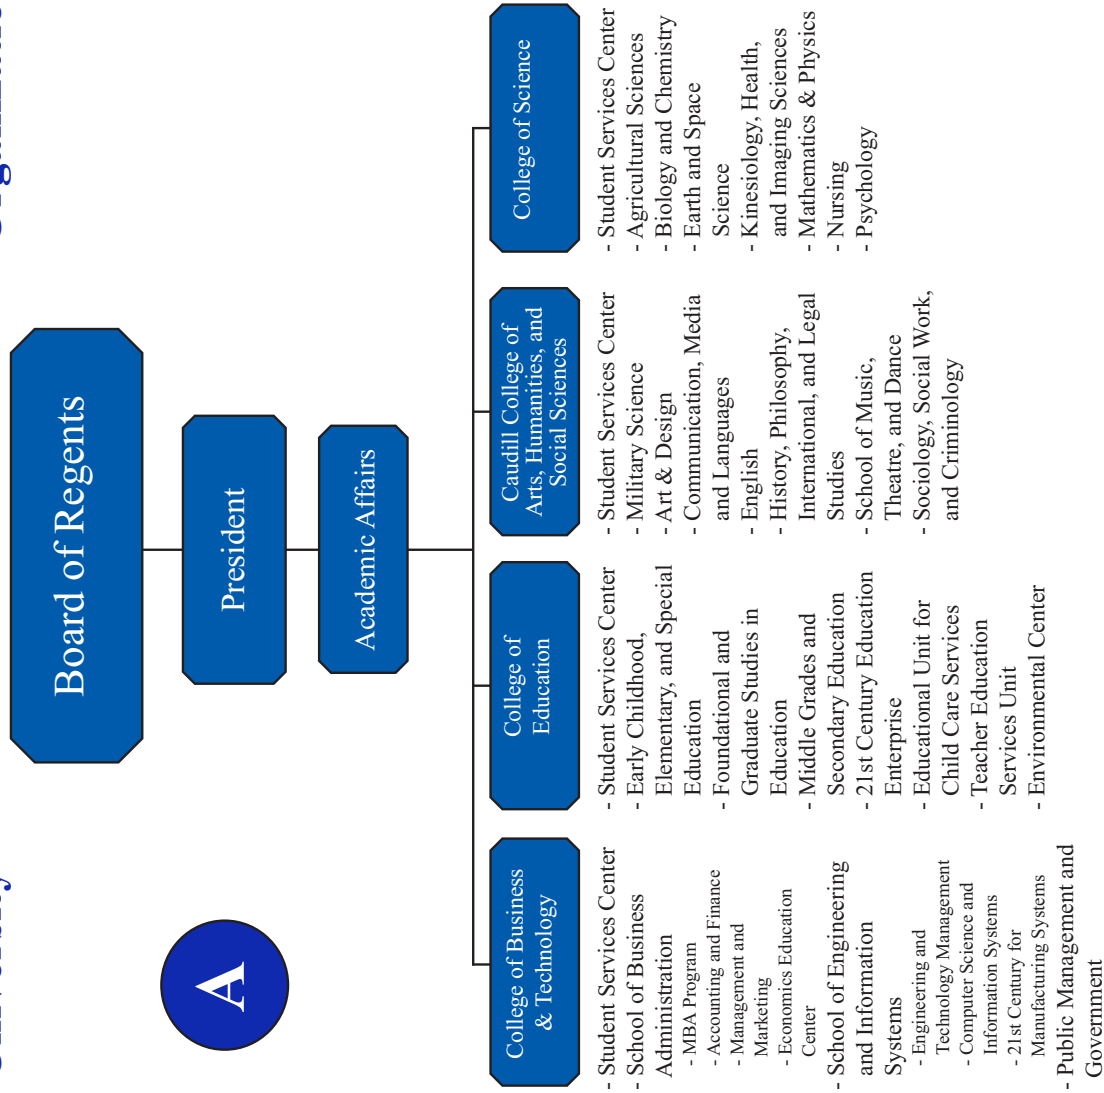 Board of Regents
President
Academic Affairs
A
College of Business
& Technology
- Student Services Center
- School of Business
Administration
- MBA Program
- Accounting and Finance
- Management and
Marketing
- Economics Education
Center
- School of Engineering
and Information
Systems
- Engineering and
Technology Management
- Computer Science and
Information Systems
- 21st Century for
Manufacturing Systems
- Public Management and
Government
College of
Education
- Student Services Center
- Early Childhood,
Elementary, and Special
Education
- Foundational and
Graduate Studies in
Education
- Middle Grades and
Secondary Education
- 21st Century Education
Enterprise
- Educational Unit for
Child Care Services
- Teacher Education
Services Unit
- Environmental Center
Caudill College of
Arts, Humanities, and
Social Sciences
- Student Services Center
- Military Science
- Art & Design
- Communication, Media
and Languages
- English
- History, Philosophy,
International, and Legal
Studies
- School of Music,
Theatre, and Dance
- Sociology, Social Work,
and Criminology
College of Science
- Student Services Center
- Agricultural Sciences
- Biology and Chemistry
- Earth and Space
Science
- Kinesiology, Health,
and Imaging Sciences
- Mathematics & Physics
- Nursing
- Psychology